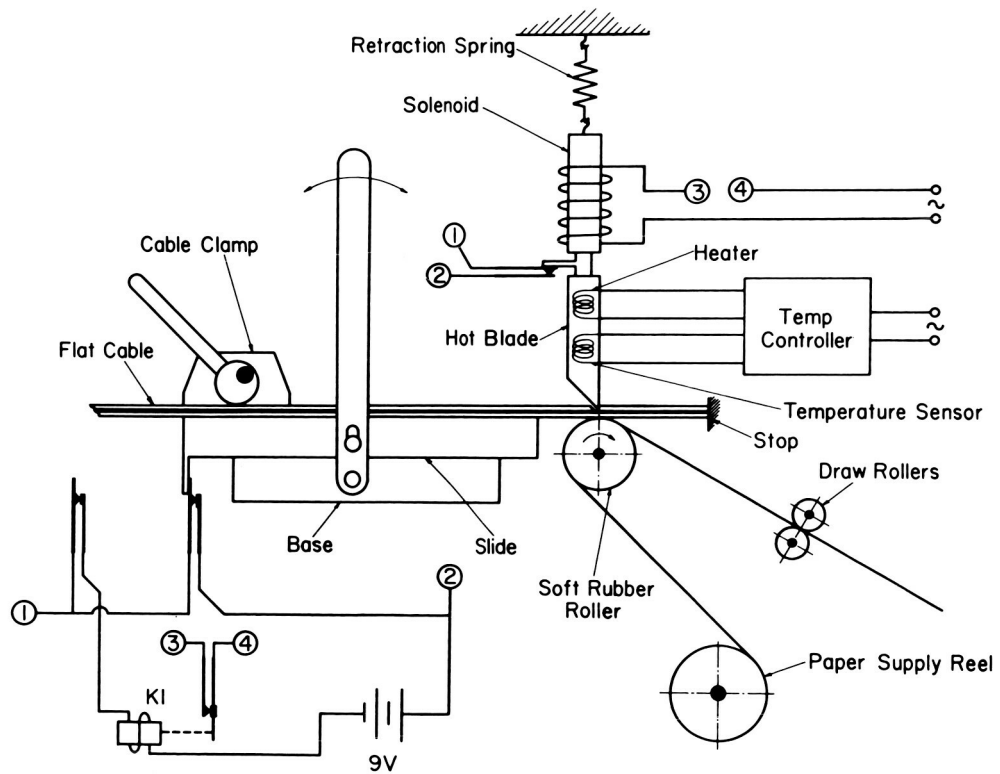 Retraction Spring
Solenoid
3
4
~
1
2
Cable Clamp
Heater
Temp
Controller
~
Hot Blade
Flat Cable
Temperature Sensor
Stop
Draw Rollers
Base
Slide
Soft Rubber
Roller
1
2
3
4
Paper Supply Reel
K1
9V